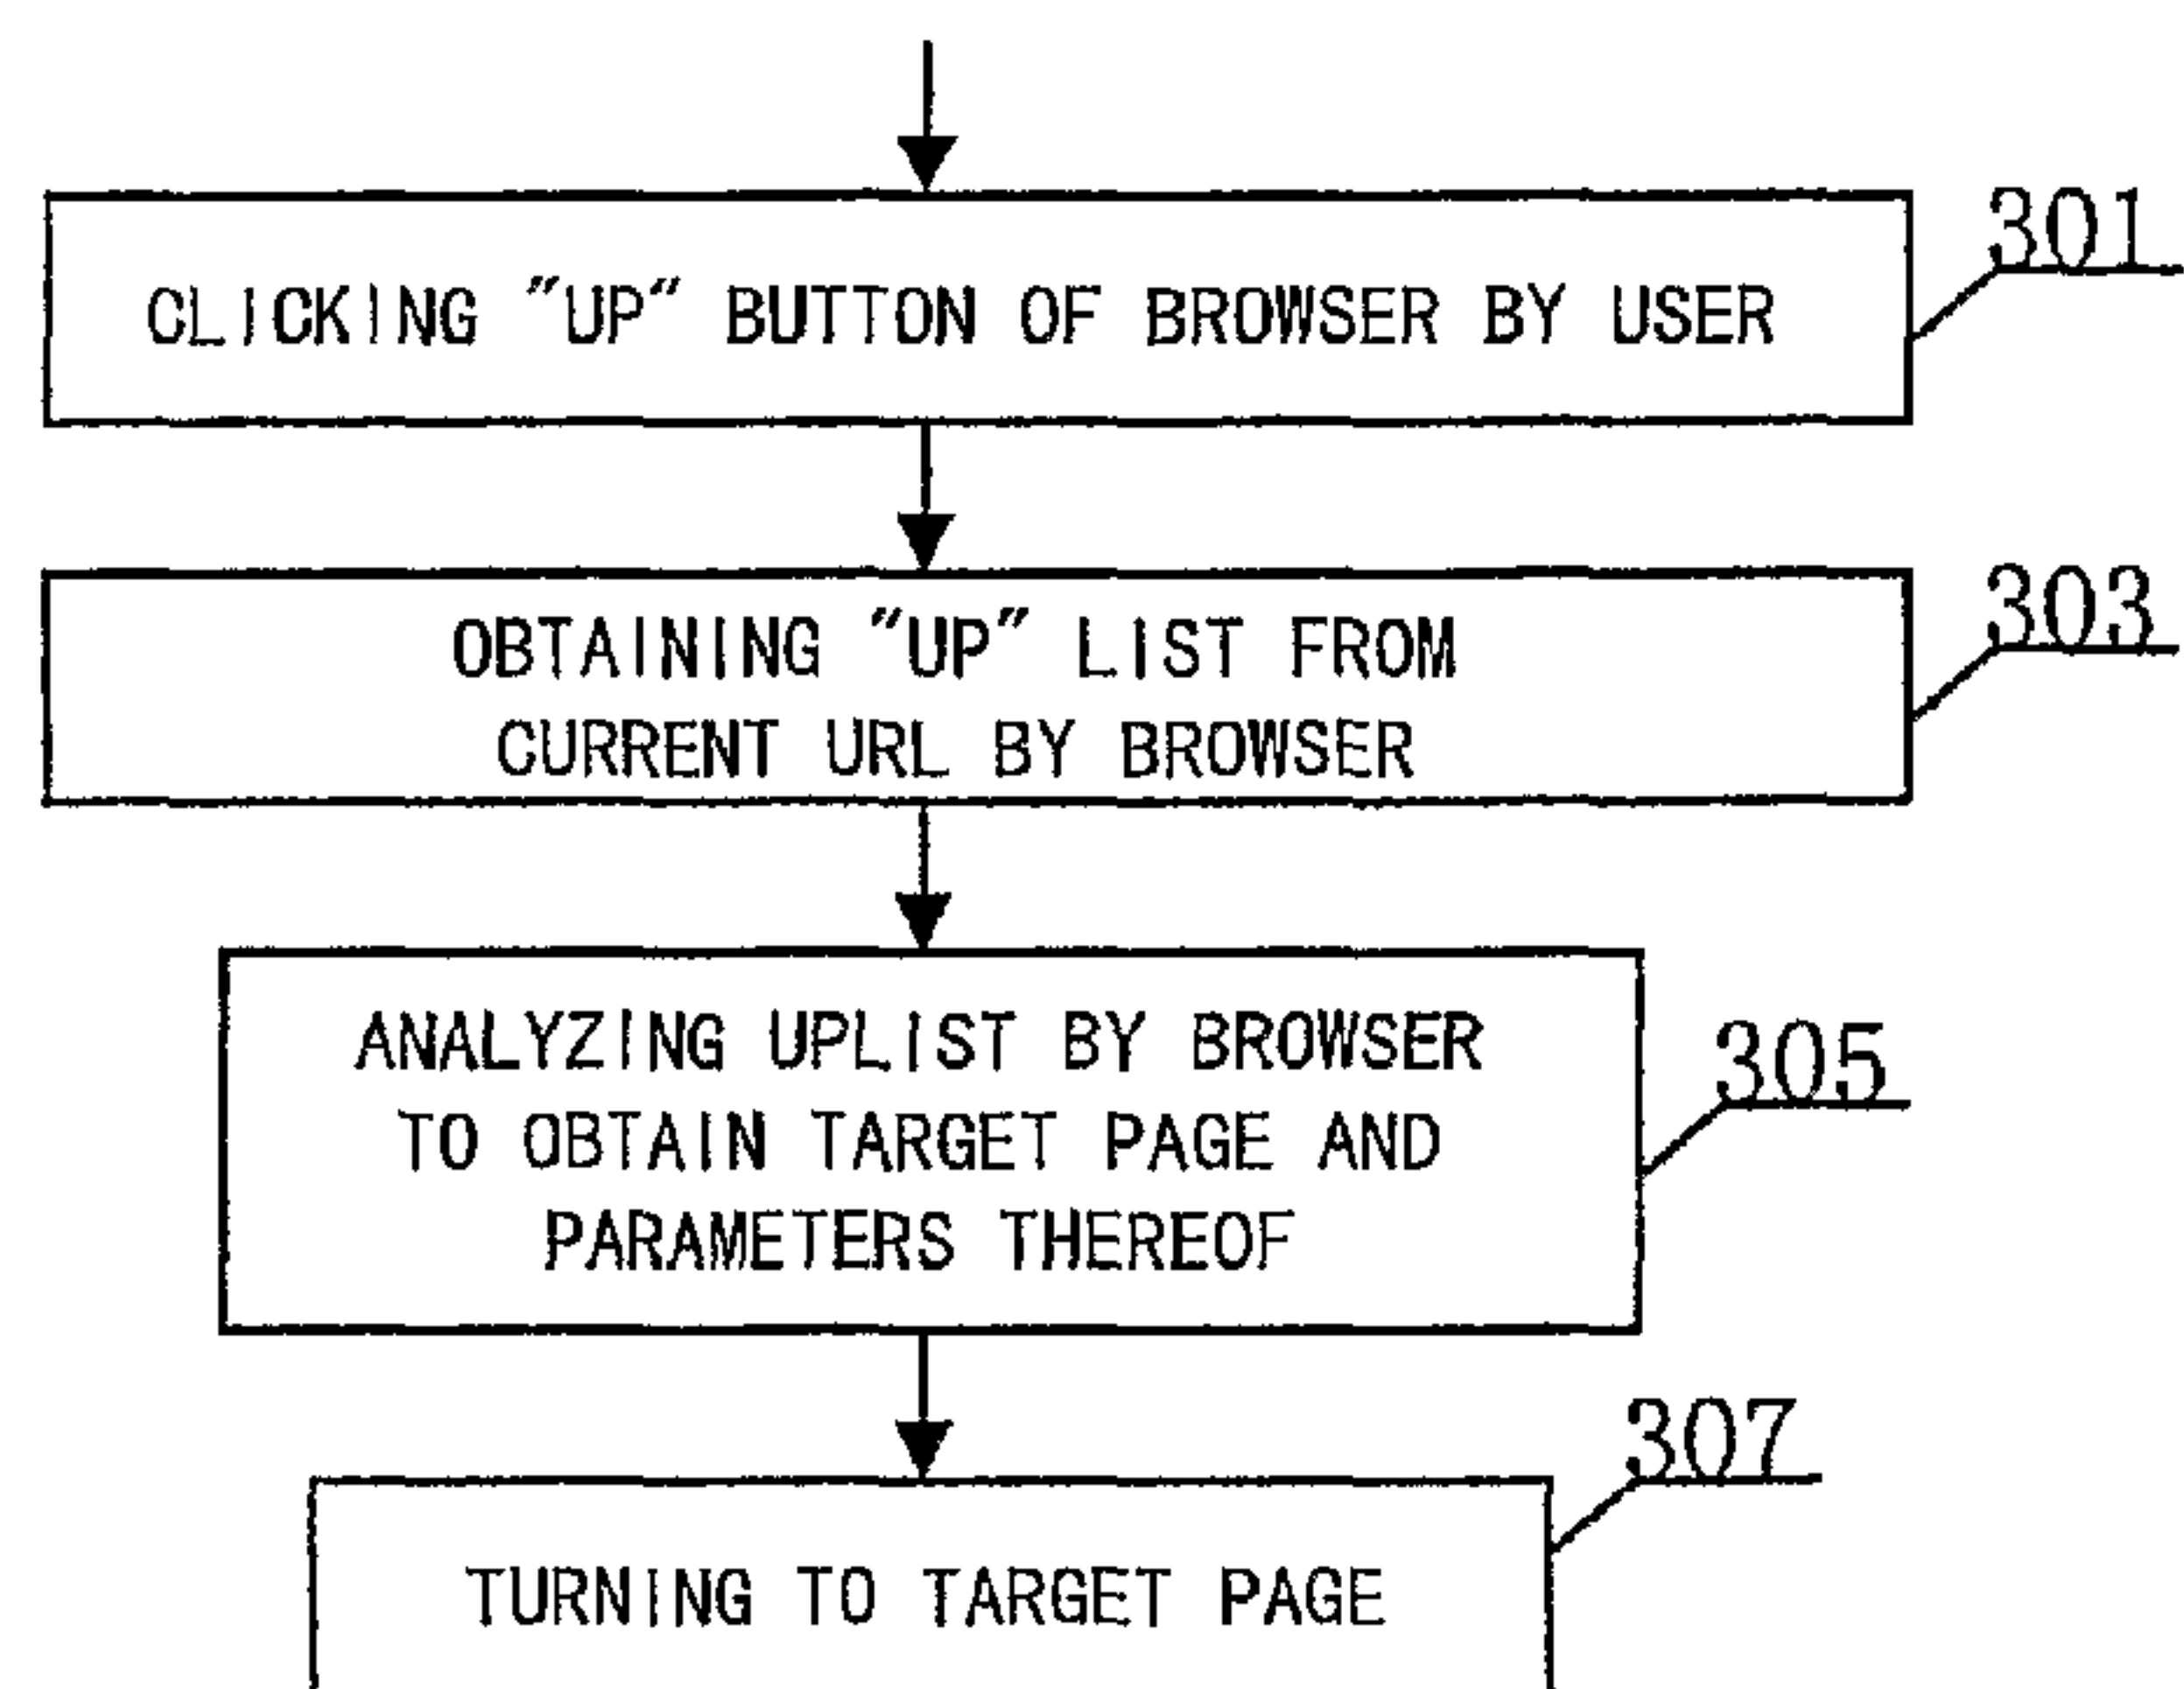 301
CLICKING "UP" BUTTON OF BROWSER BY USER
303
OBTAINING "UP" LIST FROM
CURRENT URL BY BROWSER
305
ANALYZING UPLIST BY BROWSER
TO OBTAIN TARGET PAGE AND
PARAMETERS THEREOF
307
TURNING TO TARGET PAGE